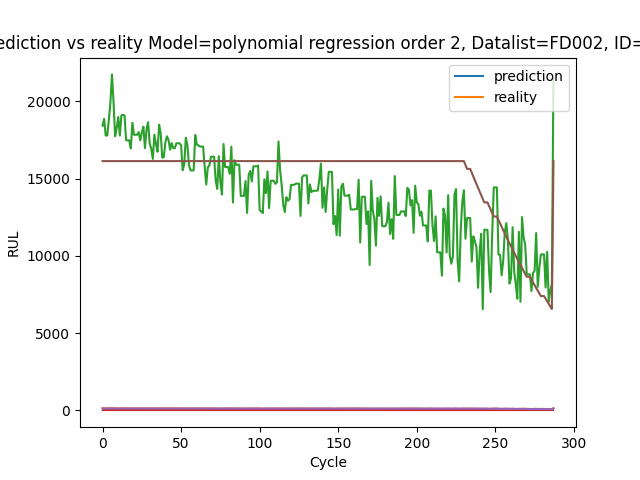 ediction vs reality Model=polynomial regression order 2, Datalist=FD002, ID=
prediction
reality
RUL
20000
15000
10000
5000
0
0 50 100 150 200 250 300
Cycle